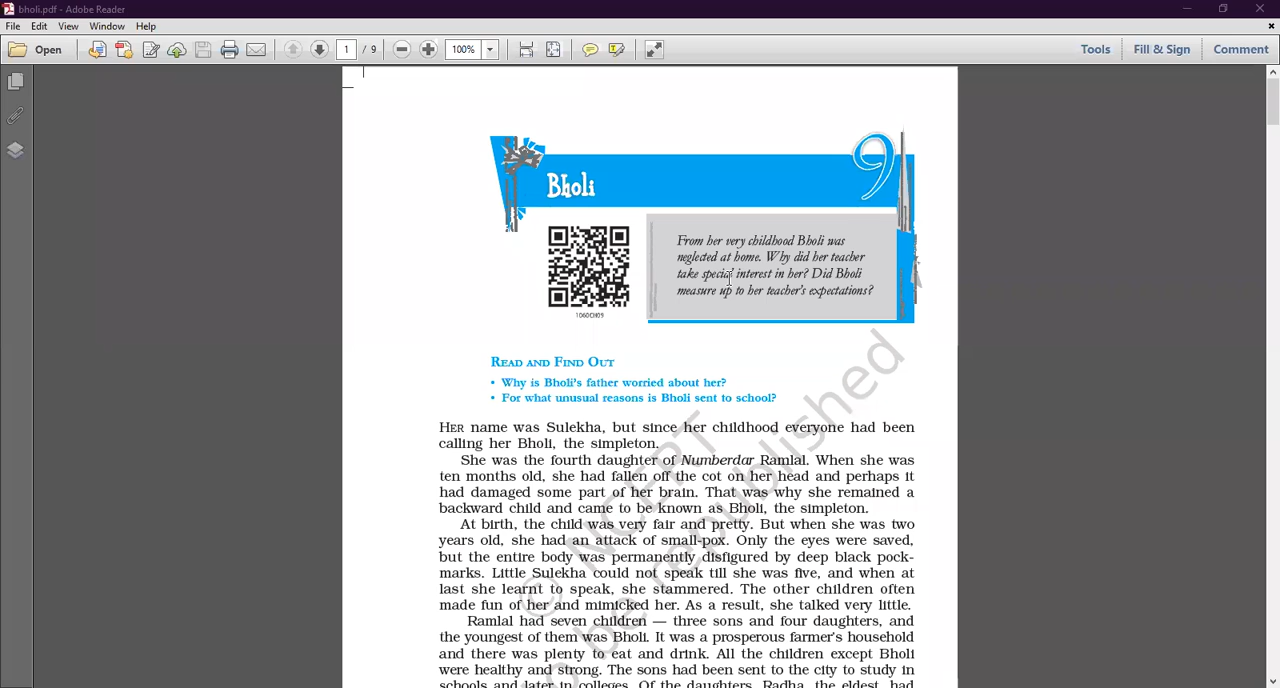 bholi.pdf - Adobe Reader
File Edit View Window Help
Open 1 / 9 100% Tools Fill & Sign Comment
Bholi
9
From her very childhood Bholi was
neglected at home. Why did her teacher
take special interest in her? Did Bholi
measure up to her teacher's expectations?
1060CH09
READ AND FIND OUT
• Why is Bholi's father worried about her?
• For what unusual reasons is Bholi sent to school?
HER name was Sulekha, but since her childhood everyone had been
calling her Bholi, the simpleton.
She was the fourth daughter of Numberdar Ramlal. When she was
ten months old, she had fallen off the cot on her head and perhaps it
had damaged some part of her brain. That was why she remained a
backward child and came to be known as Bholi, the simpleton.
At birth, the child was very fair and pretty. But when she was two
years old, she had an attack of small-pox. Only the eyes were saved,
but the entire body was permanently disfigured by deep black pock-
marks. Little Sulekha could not speak till she was five, and when at
last she learnt to speak, she stammered. The other children often
made fun of her and mimicked her. As a result, she talked very little.
Ramlal had seven children — three sons and four daughters, and
the youngest of them was Bholi. It was a prosperous farmer's household
and there was plenty to eat and drink. All the children except Bholi
were healthy and strong. The sons had been sent to the city to study in
schools and later in colleges. Of the daughters, Radha, the eldest, had
© NCERT
o be republished